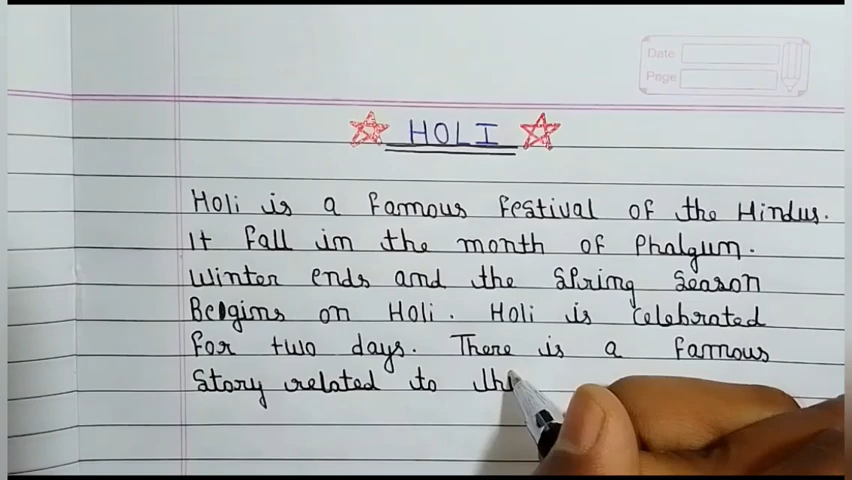 Date
Page
HOLI
Holi is a famous festival of the Hindus.
It fall in the month of Phalgun.
Winter ends and the Spring Season
Begins on Holi. Holi is celebrated
for two days. There is a famous
Story related to